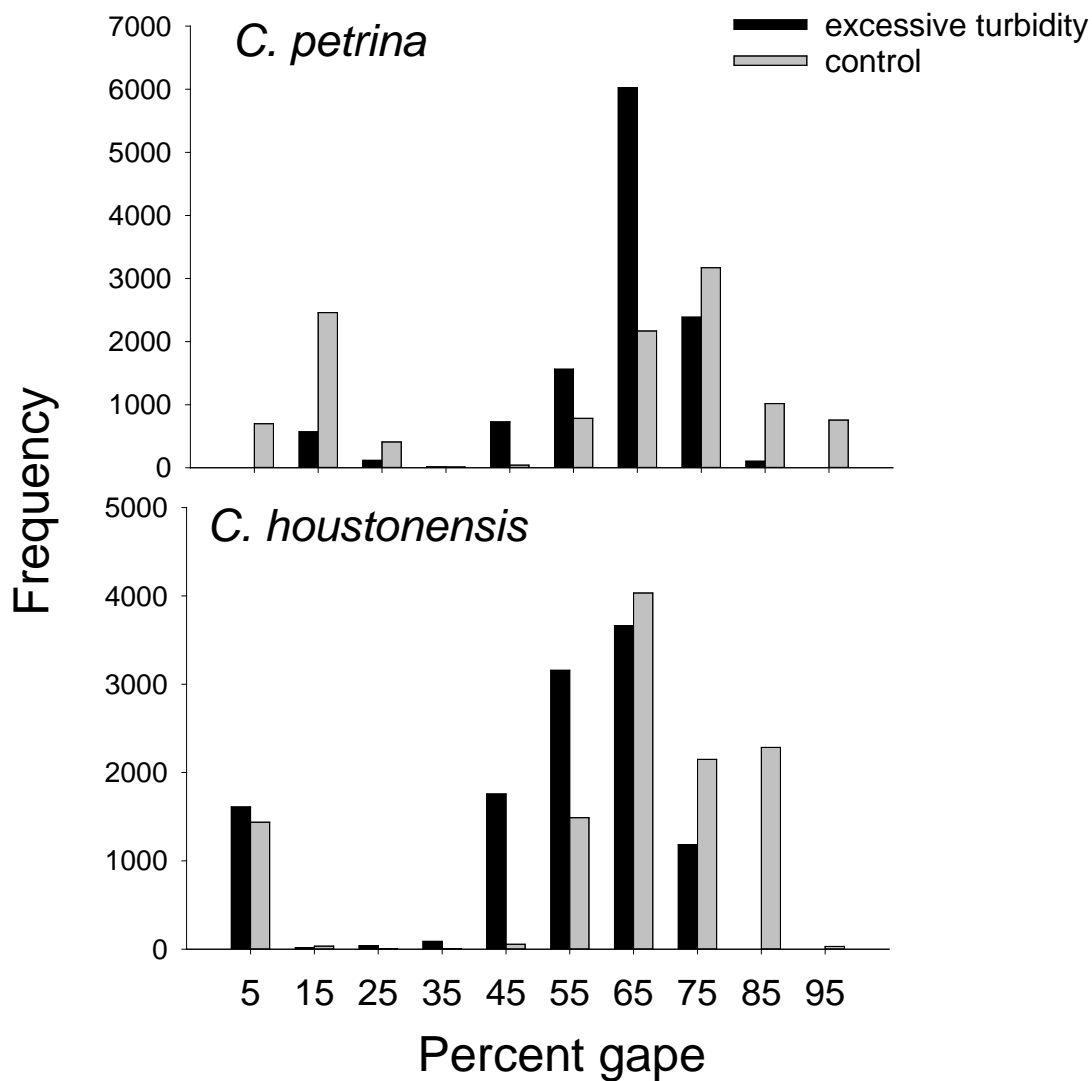 C. petrina
excessive turbidity
control
7000
6000
5000
4000
3000
2000
1000
0
Frequency
C. houstonensis
5000
4000
3000
2000
1000
0
5 15 25 35 45 55 65 75 85 95
Percent gape